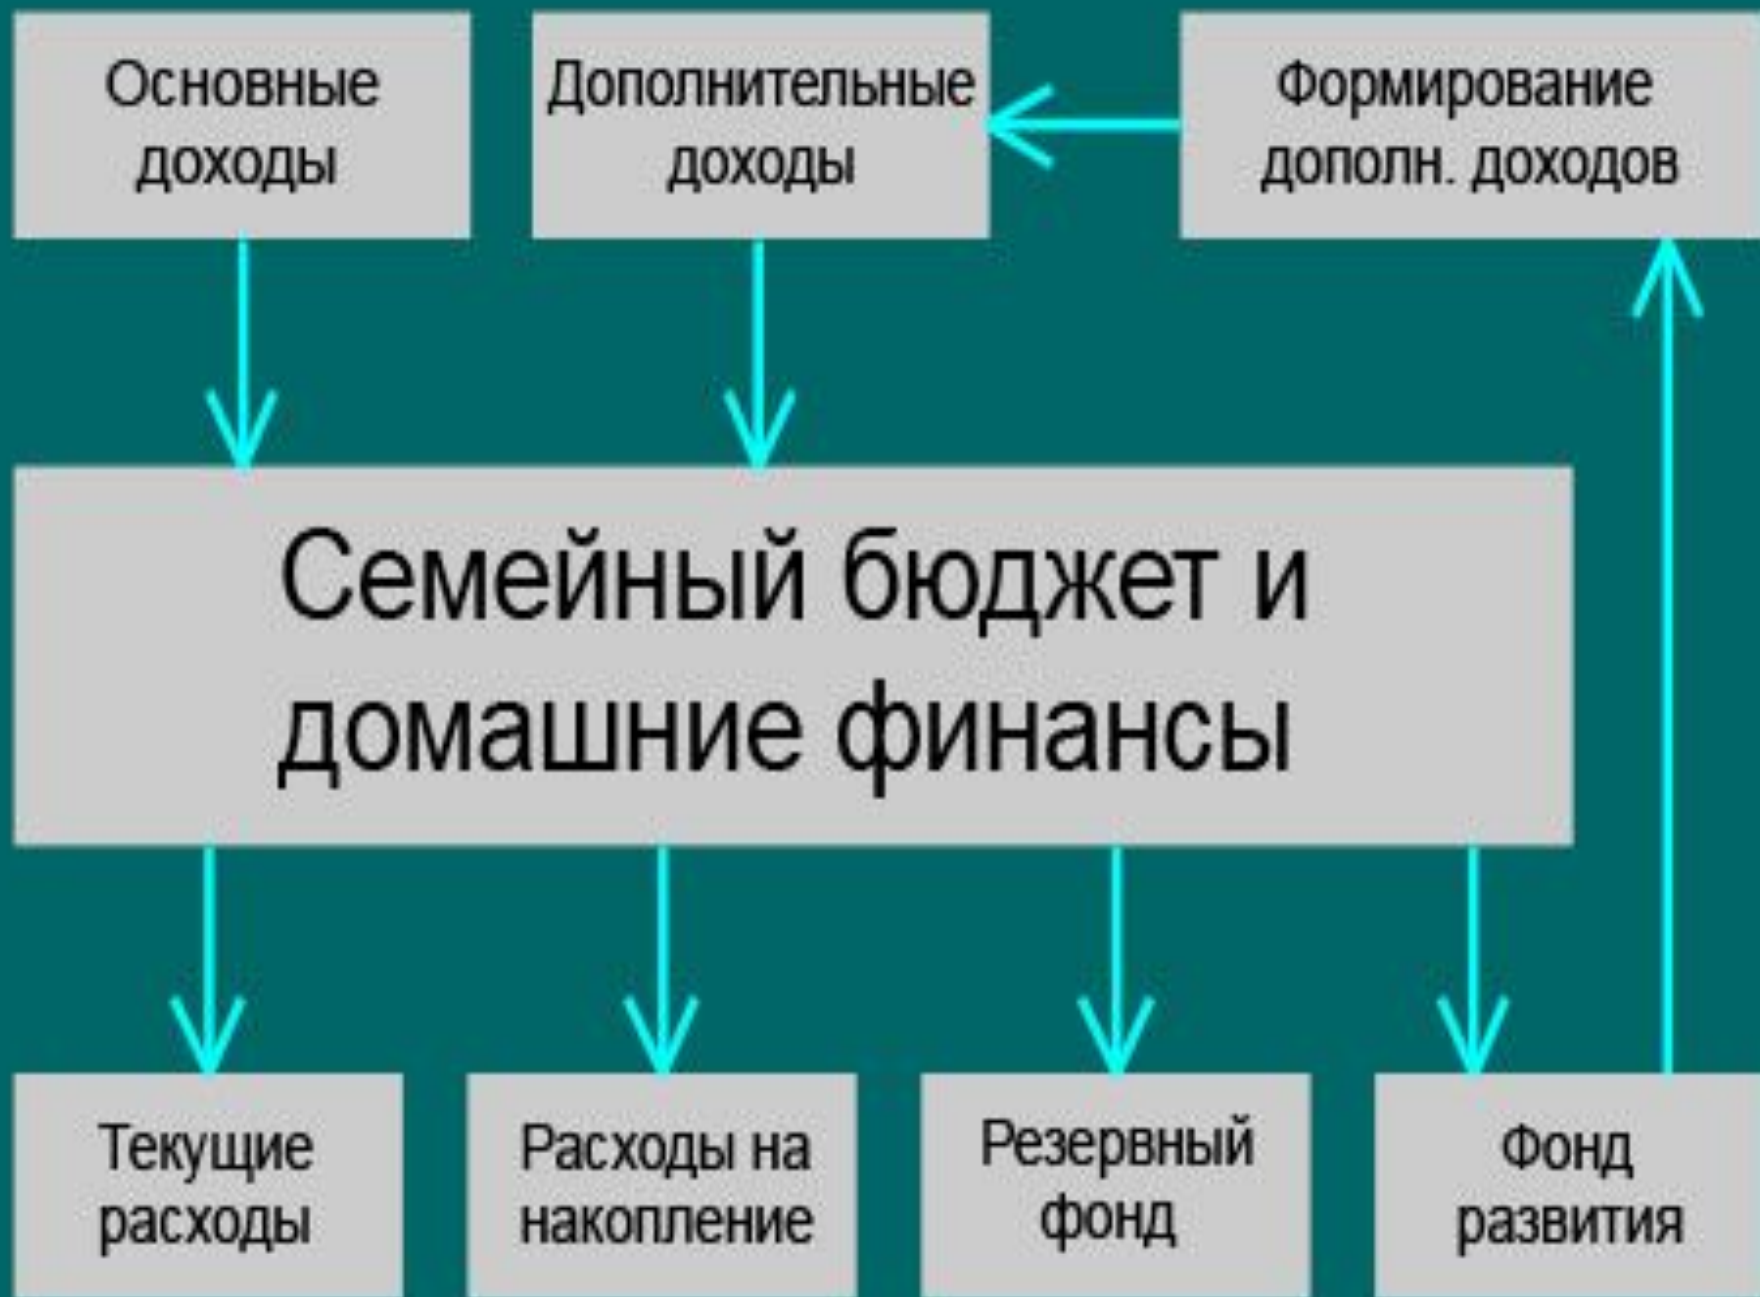 Основные
доходы
Дополнительные
доходы
Формирование
дополн. доходов
Семейный бюджет и
домашние финансы
Текущие
расходы
Расходы на
накопление
Резервный
фонд
Фонд
развития